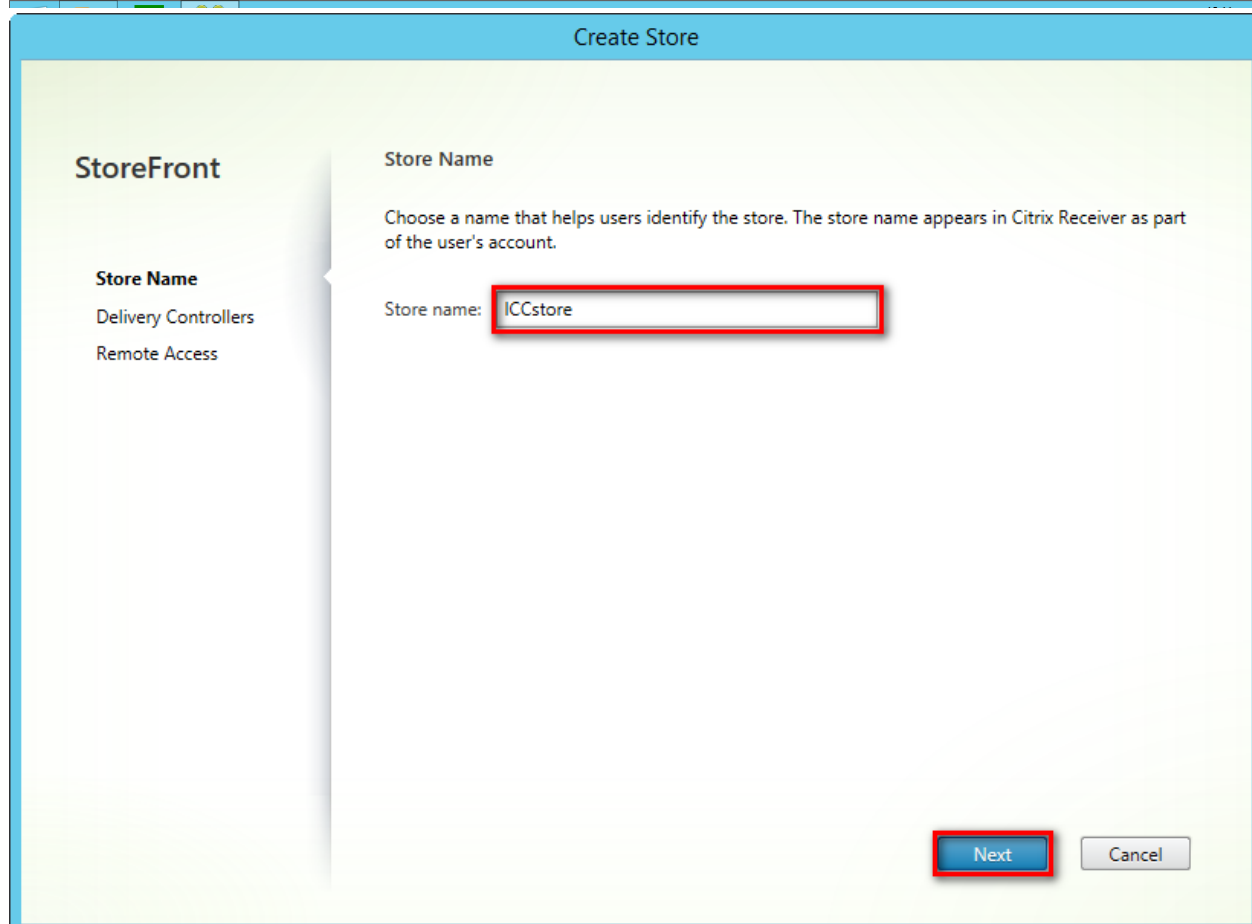 Create Store
StoreFront
Store Name
Delivery Controllers
Remote Access
Store Name
Choose a name that helps users identify the store. The store name appears in Citrix Receiver as part
of the user's account.
Store name: ICCstore
Next Cancel